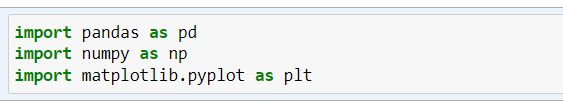 import pandas as pd
import numpy as np
import matplotlib.pyplot as plt